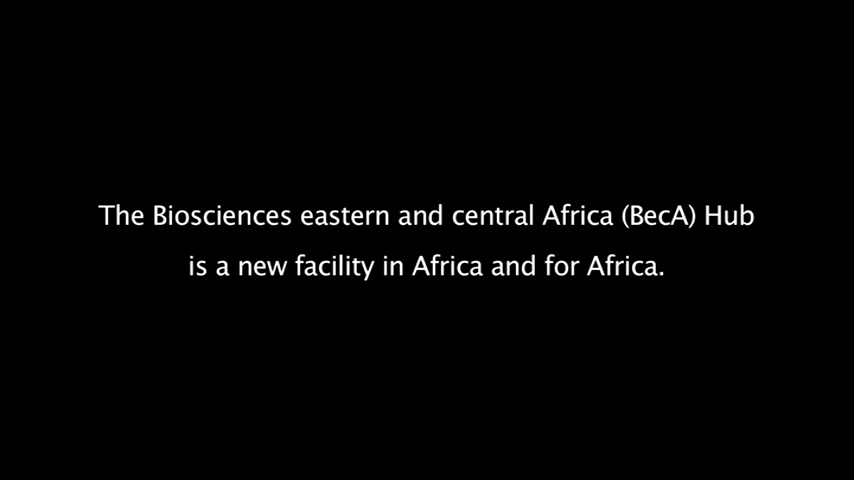 The Biosciences eastern and central Africa (BecA) Hub
is a new facility in Africa and for Africa.